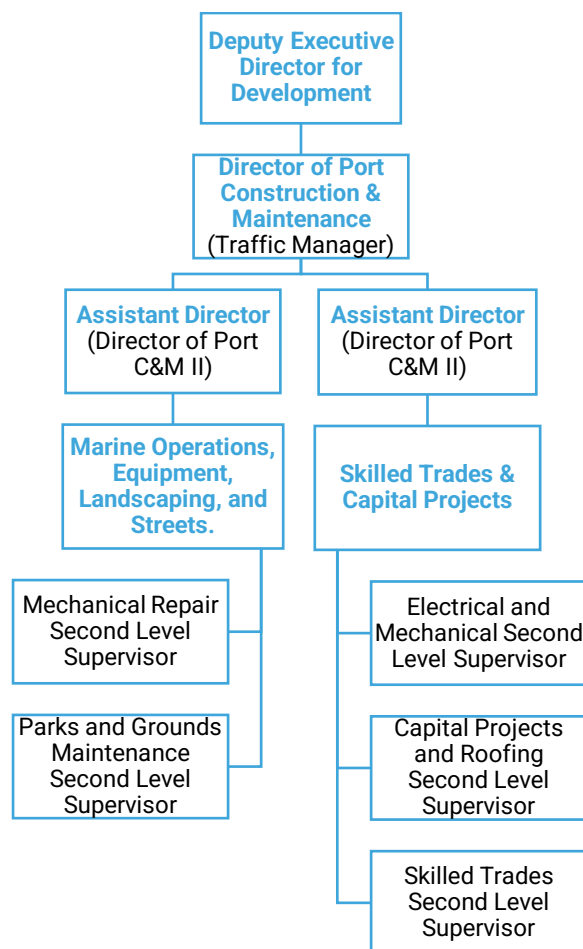 Deputy Executive
Director for
Development
Director of Port
Construction &
Maintenance
(Traffic Manager)
Assistant Director
(Director of Port
C&M II)
Assistant Director
(Director of Port
C&M II)
Marine Operations,
Equipment,
Landscaping, and
Streets.
Skilled Trades &
Capital Projects
Mechanical Repair
Second Level
Supervisor
Parks and Grounds
Maintenance
Second Level
Supervisor
Electrical and
Mechanical Second
Level Supervisor
Capital Projects
and Roofing
Second Level
Supervisor
Skilled Trades
Second Level
Supervisor